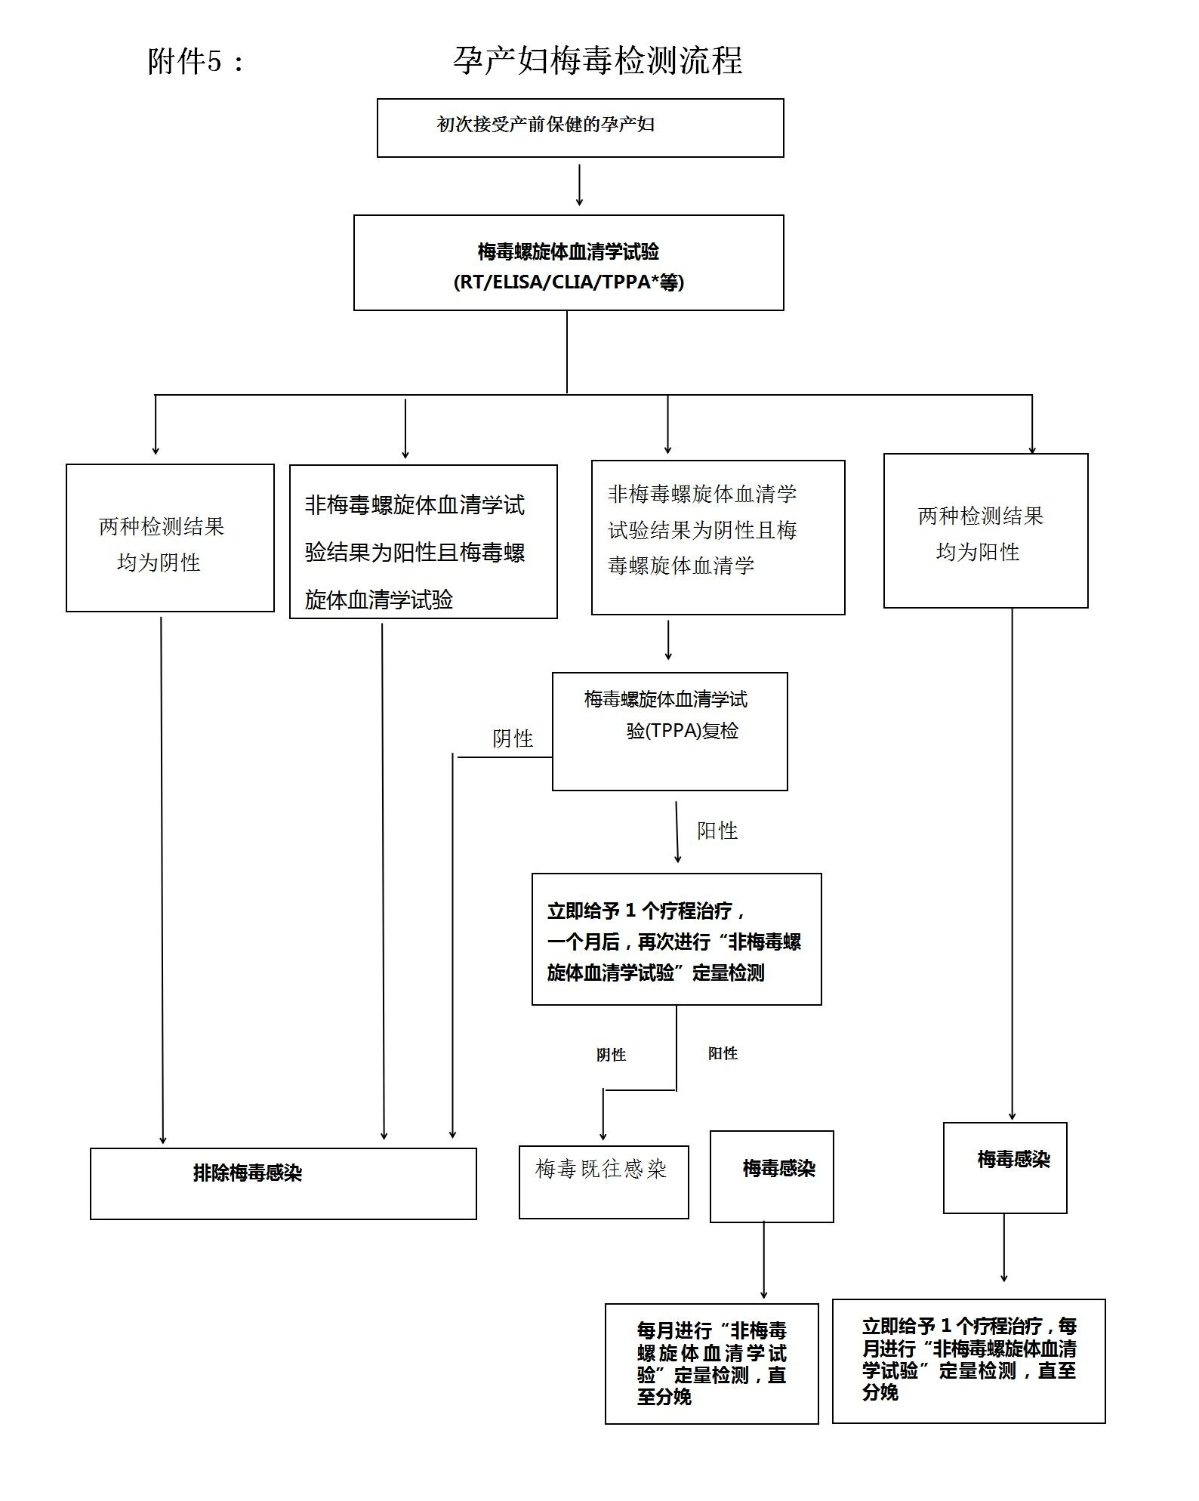 附件5： 孕产妇梅毒检测流程
初次接受产前保健的孕产妇
梅毒螺旋体血清学试验
(RT/ELISA/CLIA/TPPA*等)
两种检测结果
均为阴性
非梅毒螺旋体血清学试
验结果为阳性且梅毒螺
旋体血清学试验
非梅毒螺旋体血清学
试验结果为阴性且梅
毒螺旋体血清学
两种检测结果
均为阳性
梅毒螺旋体血清学试
验(TPPA)复检
阴性
阳性
立即给予 1 个疗程治疗，
一个月后，再次进行“非梅毒螺
旋体血清学试验”定量检测
阴性
阳性
排除梅毒感染
梅毒既往感染
梅毒感染
梅毒感染
每月进行“非梅毒
螺旋体血清学试
验”定量检测，直
至分娩
立即给予 1 个疗程治疗，每
月进行“非梅毒螺旋体血清
学试验”定量检测，直至
分娩